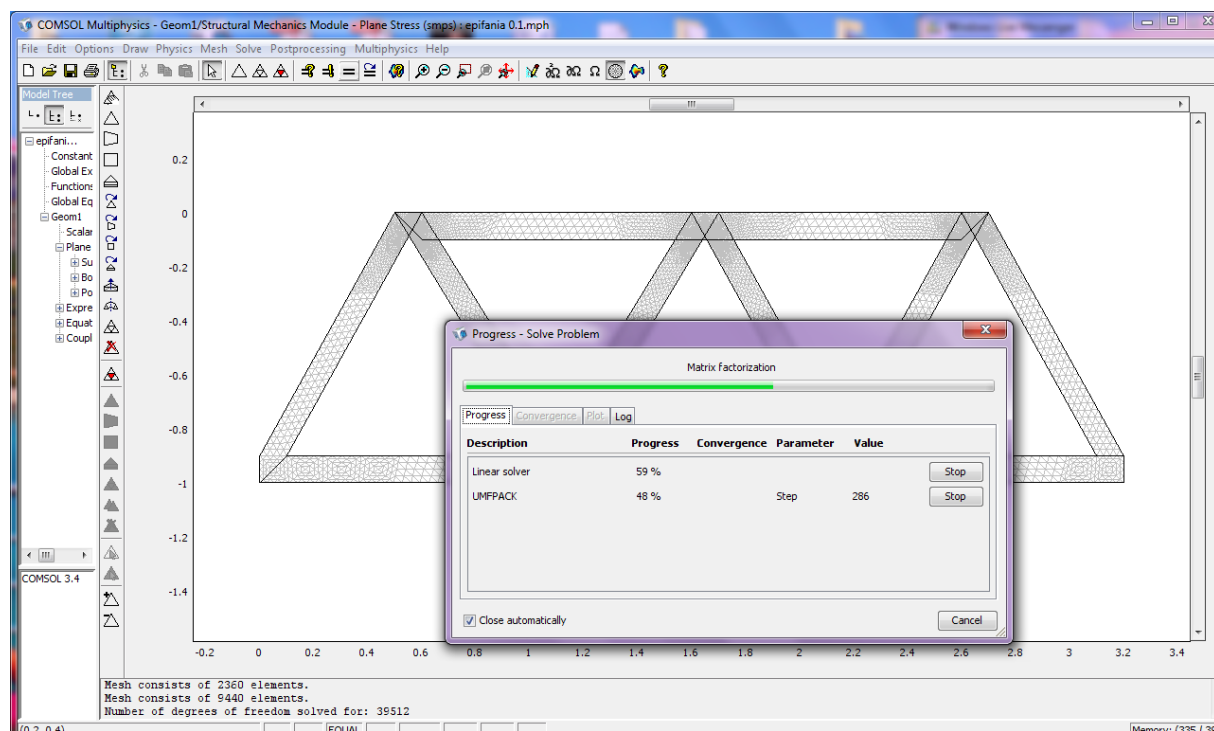 COMSOL Multiphysics - Geom1/Structural Mechanics Module - Plane Stress (smps) : epifania 0.1.mph
File Edit Options Draw Physics Mesh Solve Postprocessing Multiphysics Help
Model Tree
epifani...
Constant
Global Ex
Functions
Global Eq
Geom1
Scalar
Plane
Su
Bo
Po
Expre
Equat
Coupl
COMSOL 3.4
0.2
0
-0.2
-0.4
-0.6
-0.8
-1
-1.2
-1.4
-0.2 0 0.2 0.4 0.6 0.8 1 1.2 1.4 1.6 1.8 2 2.2 2.4 2.6 2.8 3 3.2 3.4
Progress - Solve Problem
Matrix factorization
Progress Convergence Plot Log
Description Progress Convergence Parameter Value
Linear solver 59 % Stop
UMFPACK 48 % Step 286 Stop
Close automatically Cancel
Mesh consists of 2360 elements.
Mesh consists of 9440 elements.
Number of degrees of freedom solved for: 39512
(0.2, 0.4) EQUAL Memory: (335 / 39